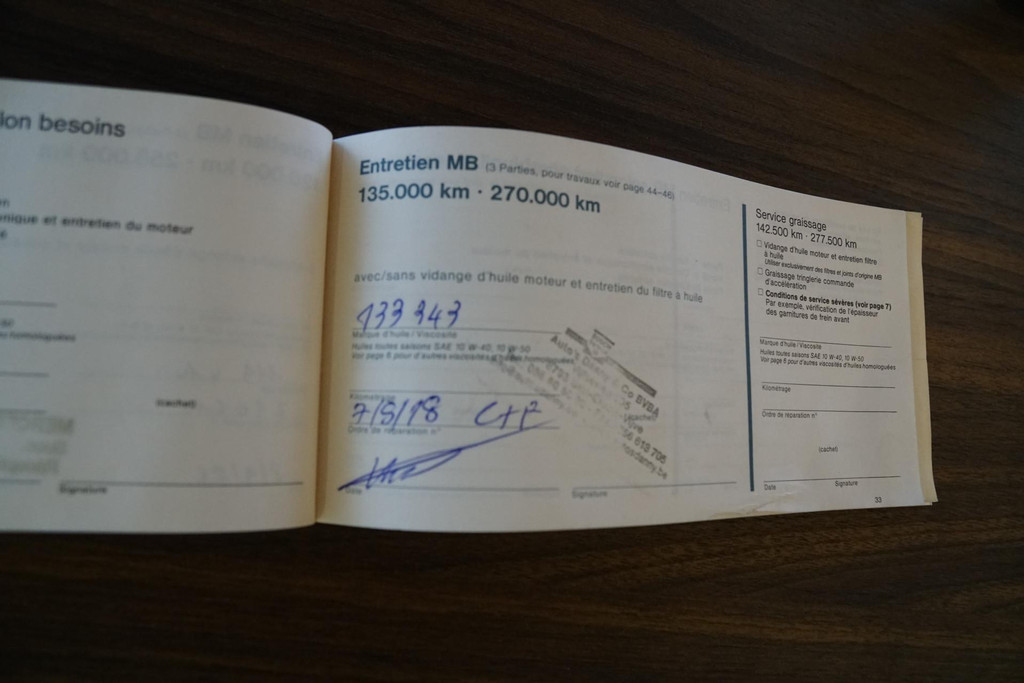 ion besoins
en
nique et entretien du moteur
homologuées
(cachet)
Signature
Entretien MB (3 Parties, pour travaux voir page 44-46)
135.000 km · 270.000 km
avec/sans vidange d'huile moteur et entretien du filtre à huile
133 343
Marque d'huile/Viscosité
Huiles toutes saisons SAE 10 W-40, 10 W-50
Voir page 6 pour d'autres viscosités d'huiles homologuées
Kilométrage
7/8/18 C+F
Ordre de réparation n°
Date
Signature
Auto's
& Co BVBA
(cachet)
Service graissage
142.500 km · 277.500 km
□ Vidange d'huile moteur et entretien filtre
à huile
Utiliser exclusivement des filtres et joints d'origine MB
□ Graissage tringlerie commande
d'accélération
□ Conditions de service sévères (voir page 7)
Par exemple, vérification de l'épaisseur
des garnitures de frein avant
Marque d'huile/Viscosité
Huiles toutes saisons SAE 10 W-40, 10 W-50
Voir page 6 pour d'autres viscosités d'huiles homologuées
Kilométrage
Ordre de réparation n°
(cachet)
Date
Signature
33